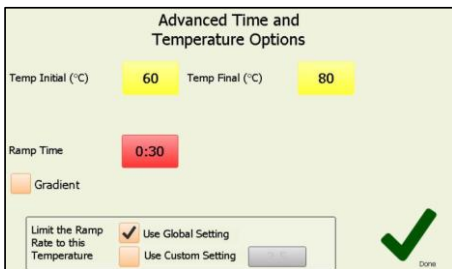 Advanced Time and
Temperature Options
Temp Initial (°C) 60 Temp Final (°C) 80
Ramp Time 0:30
Gradient
Limit the Ramp
Rate to this
Temperature
Use Global Setting
Use Custom Setting
Done